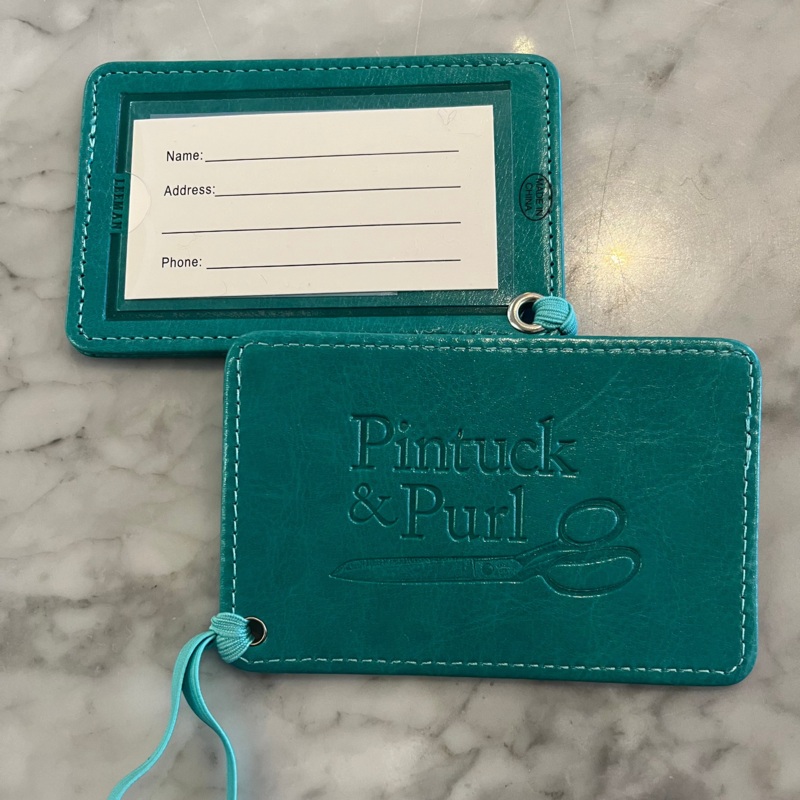 Name:
Address:
Phone:
LEEMAN
MADE IN
CHINA
Pintuck
& Purl